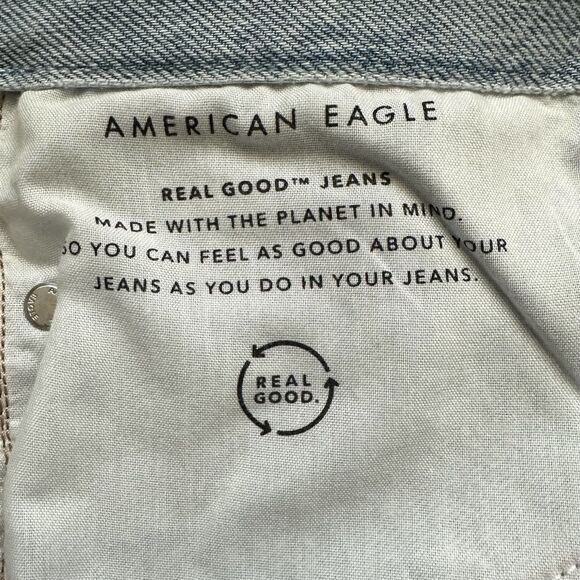 AMERICAN EAGLE
REAL GOOD™ JEANS
MADE WITH THE PLANET IN MIND.
SO YOU CAN FEEL AS GOOD ABOUT YOUR
JEANS AS YOU DO IN YOUR JEANS.
REAL
GOOD.